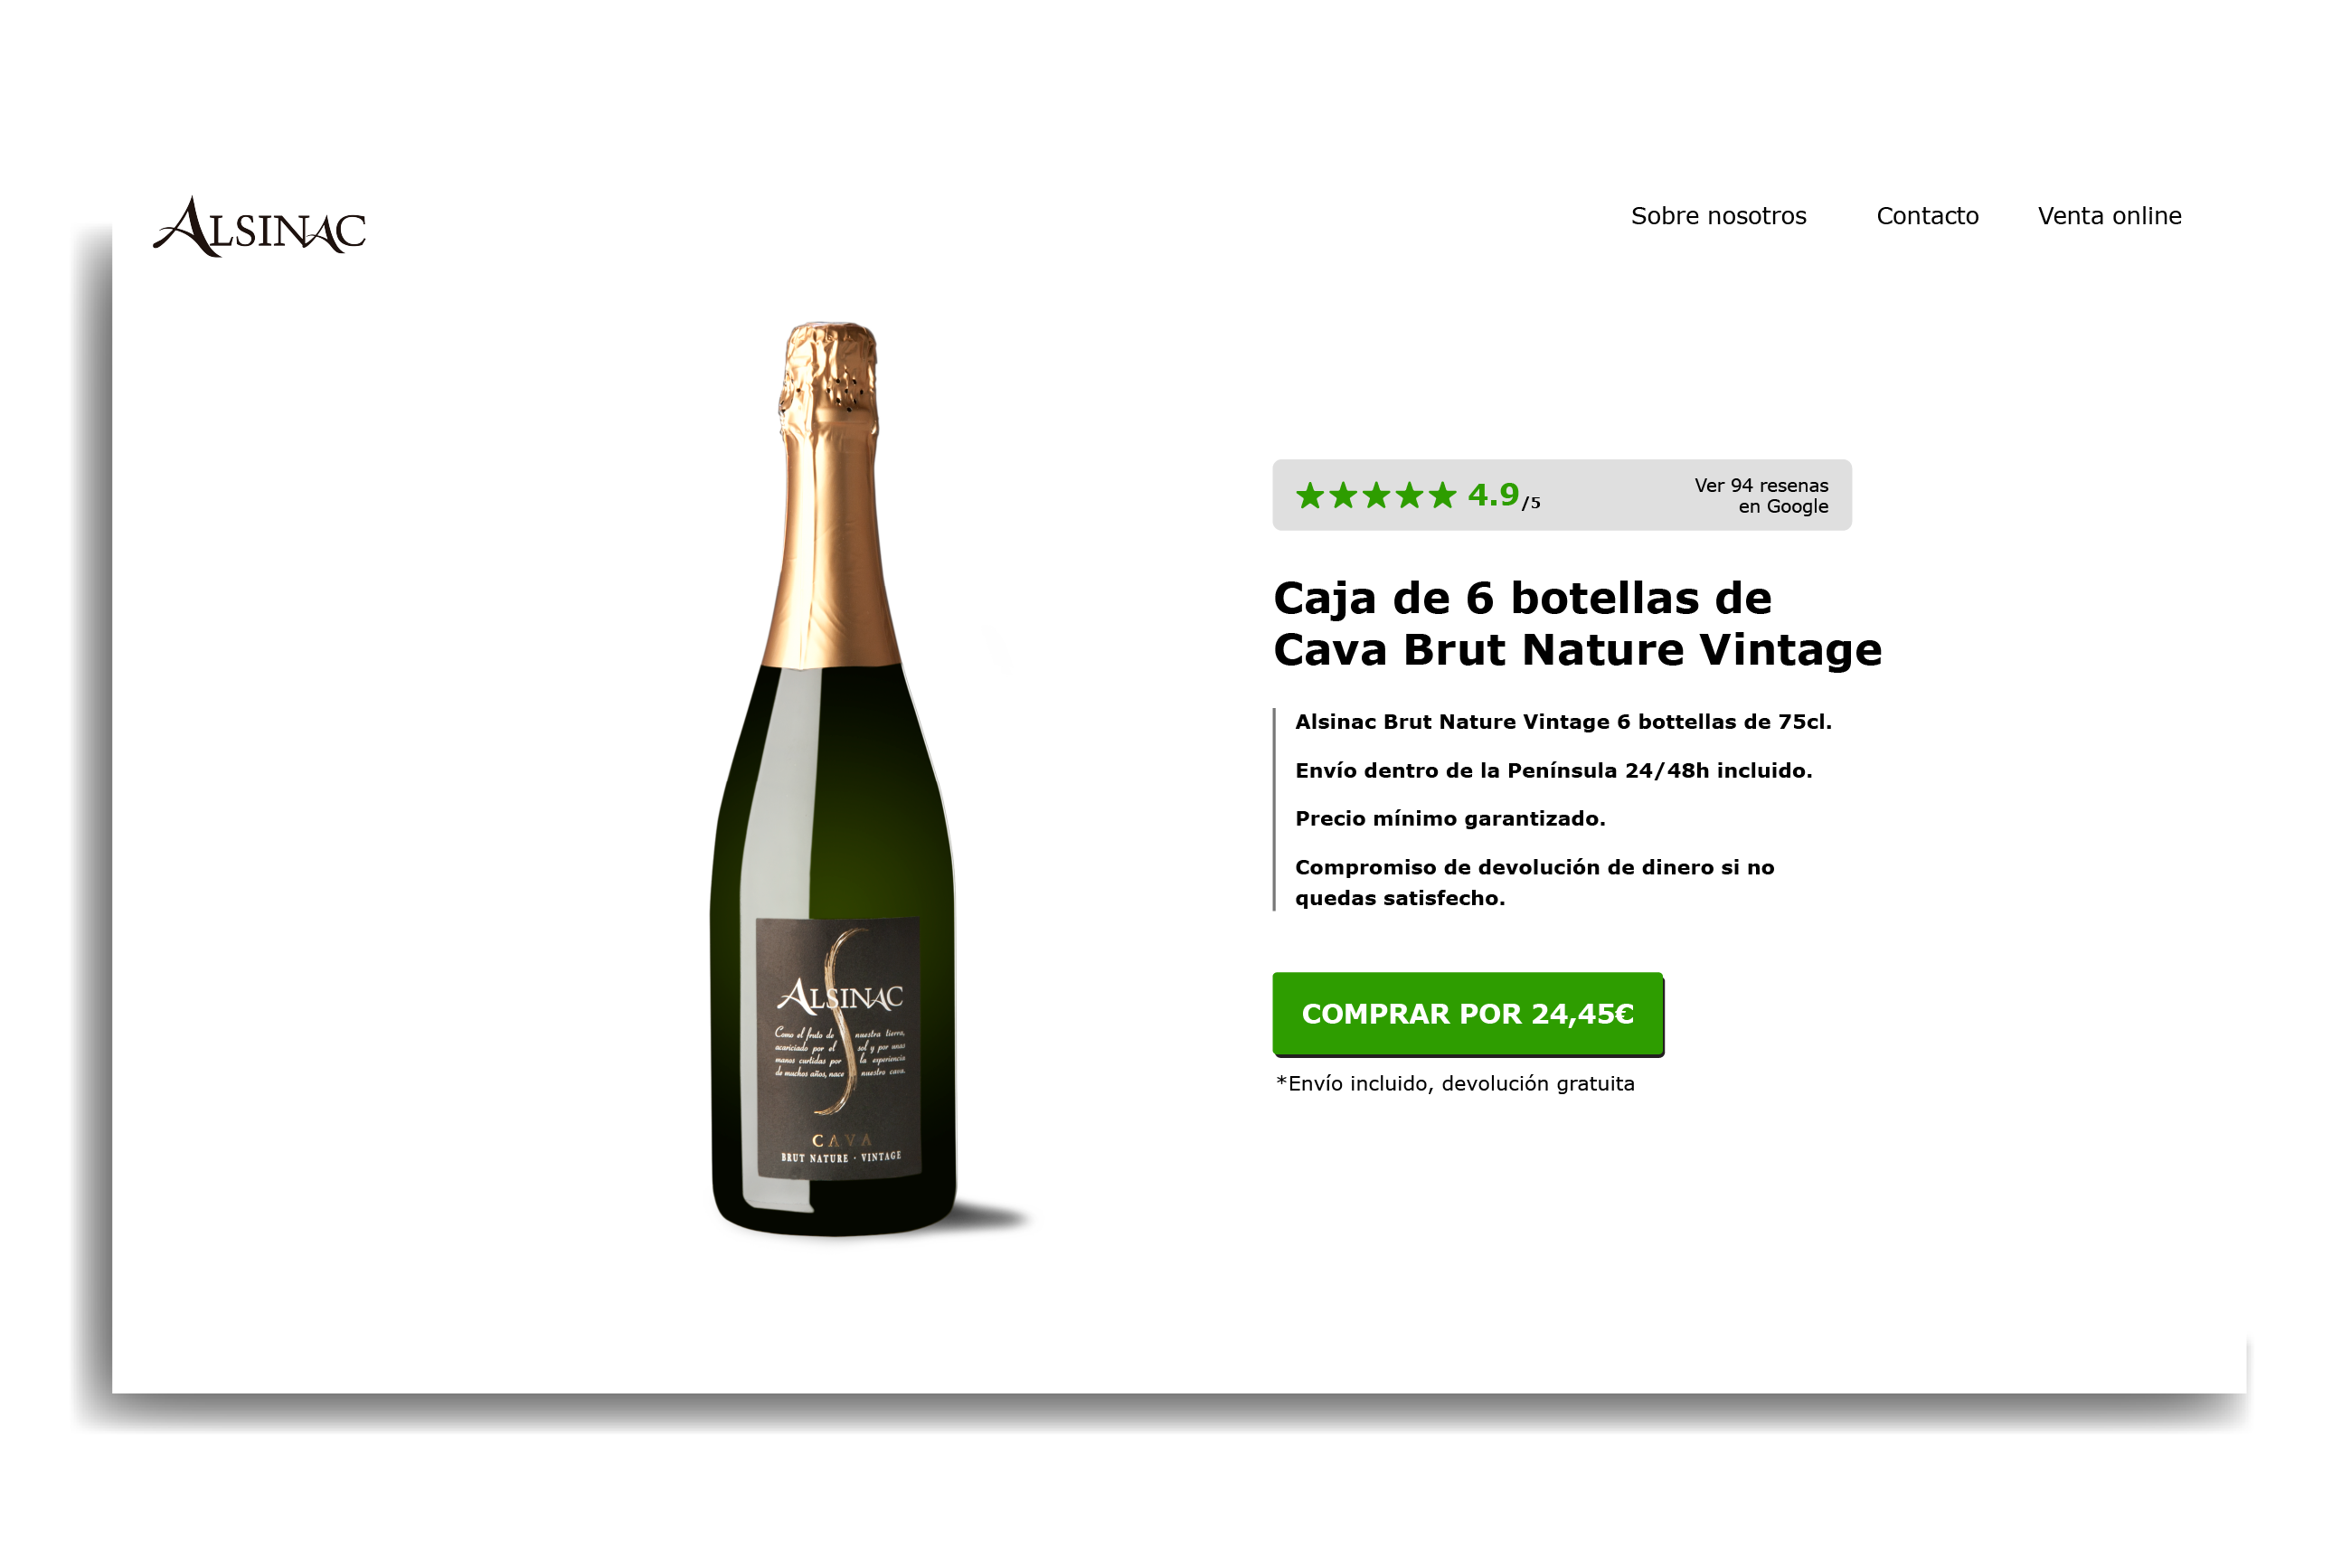 ALSINAC
Sobre nosotros Contacto Venta online
4.9/5
Ver 94 resenas
en Google
Caja de 6 botellas de
Cava Brut Nature Vintage
Alsinac Brut Nature Vintage 6 bottellas de 75cl.
Envío dentro de la Península 24/48h incluido.
Precio mínimo garantizado.
Compromiso de devolución de dinero si no
quedas satisfecho.
COMPRAR POR 24,45€
*Envío incluido, devolución gratuita
ALSINAC
Como el fruto de nuestra tierra,
acariciado por el sol y por unas
manos curtidas por la experiencia
de muchos años, nace nuestro cava.
CAVA
BRUT NATURE · VINTAGE